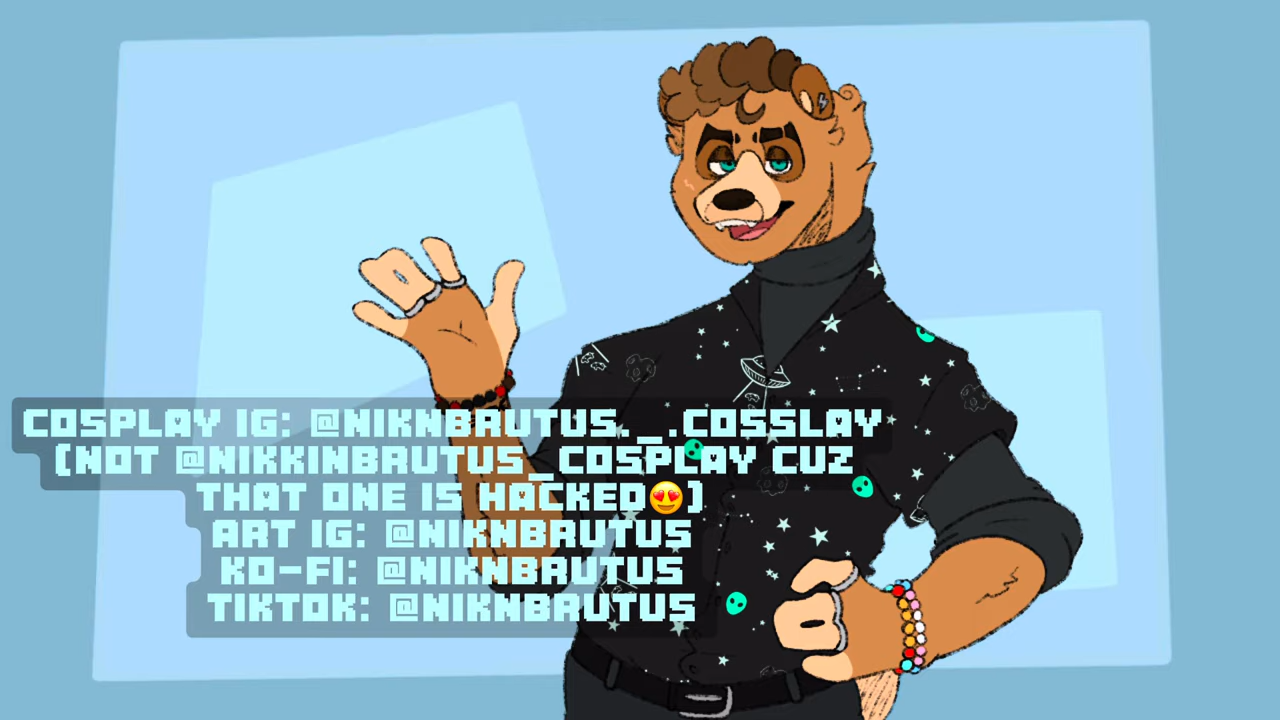 COSPLAY IG: @NIKNBRUTUS._.COSSLAY
(NOT @NIKKINBRUTUS_COSPLAY CUZ
THAT ONE IS HACKED😍)
ART IG: @NIKNBRUTUS
KO-FI: @NIKNBRUTUS
TIKTOK: @NIKNBRUTUS